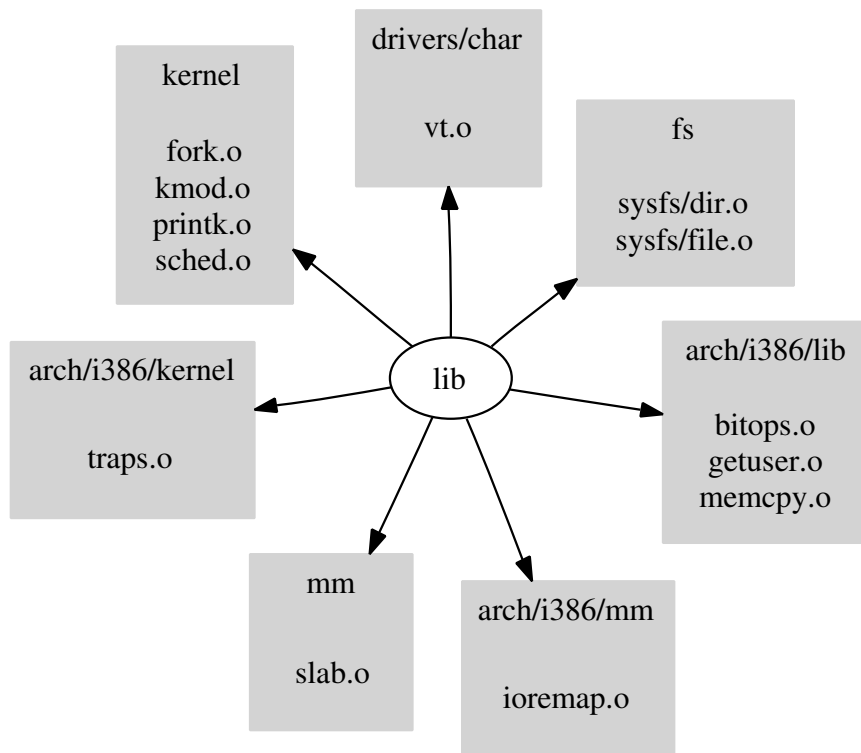 drivers/char
vt.o
kernel
fork.o
kmod.o
printk.o
sched.o
fs
sysfs/dir.o
sysfs/file.o
arch/i386/kernel
traps.o
lib
arch/i386/lib
bitops.o
getuser.o
memcpy.o
mm
slab.o
arch/i386/mm
ioremap.o